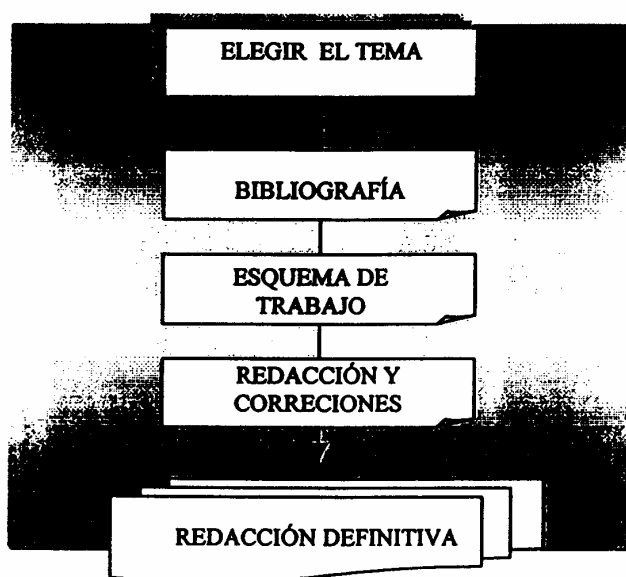 ELEGIR EL TEMA
BIBLIOGRAFÍA
ESQUEMA DE
TRABAJO
REDACCIÓN Y
CORRECIONES
REDACCIÓN DEFINITIVA